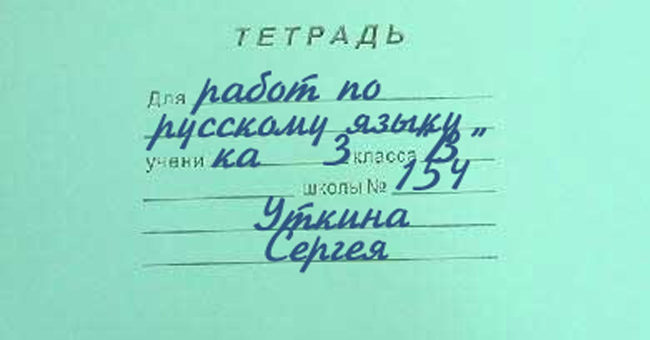 ТЕТРАДЬ
Для работ по
русскому языку
ученика 3 класса „В"
школы № 154
Уткина
Сергея